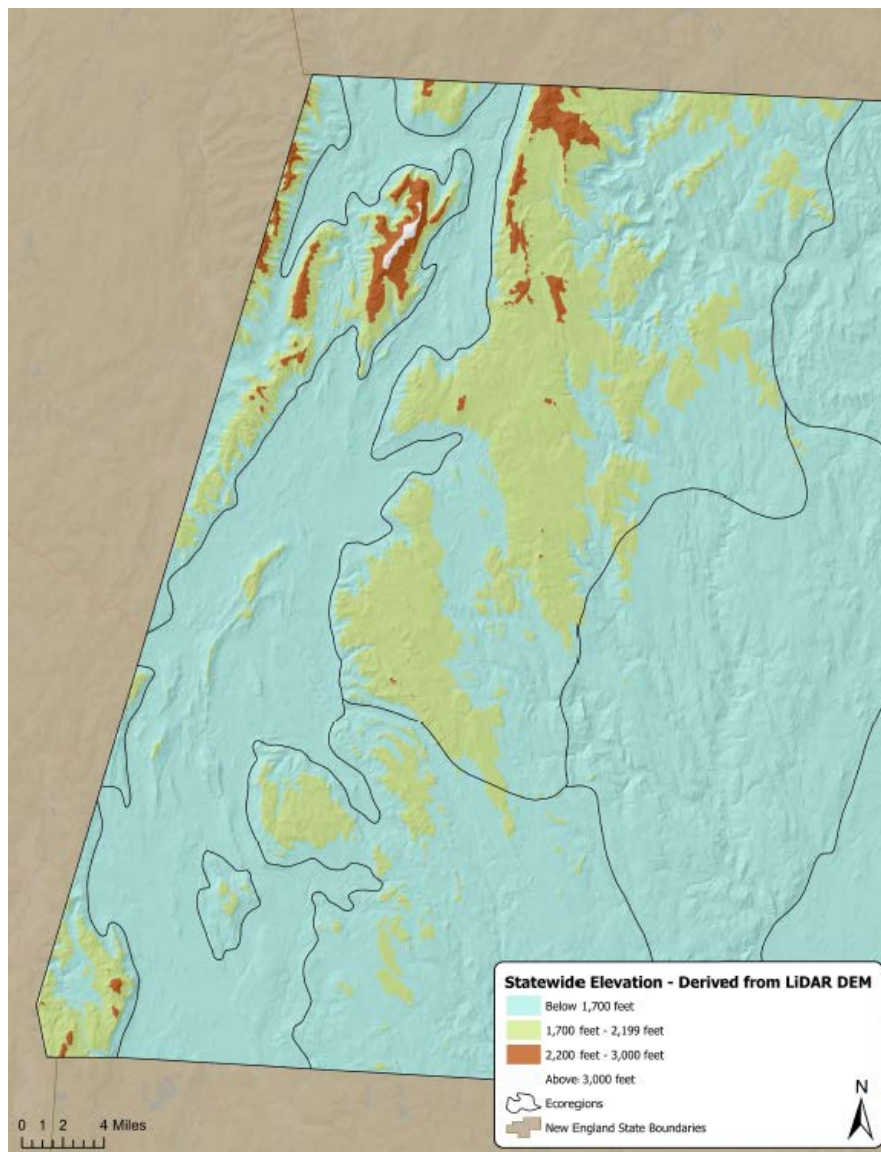 Statewide Elevation - Derived from LiDAR DEM
Below 1,700 feet
1,700 feet - 2,199 feet
2,200 feet - 3,000 feet
Above 3,000 feet
Ecoregions
New England State Boundaries
N
0 1 2 4 Miles